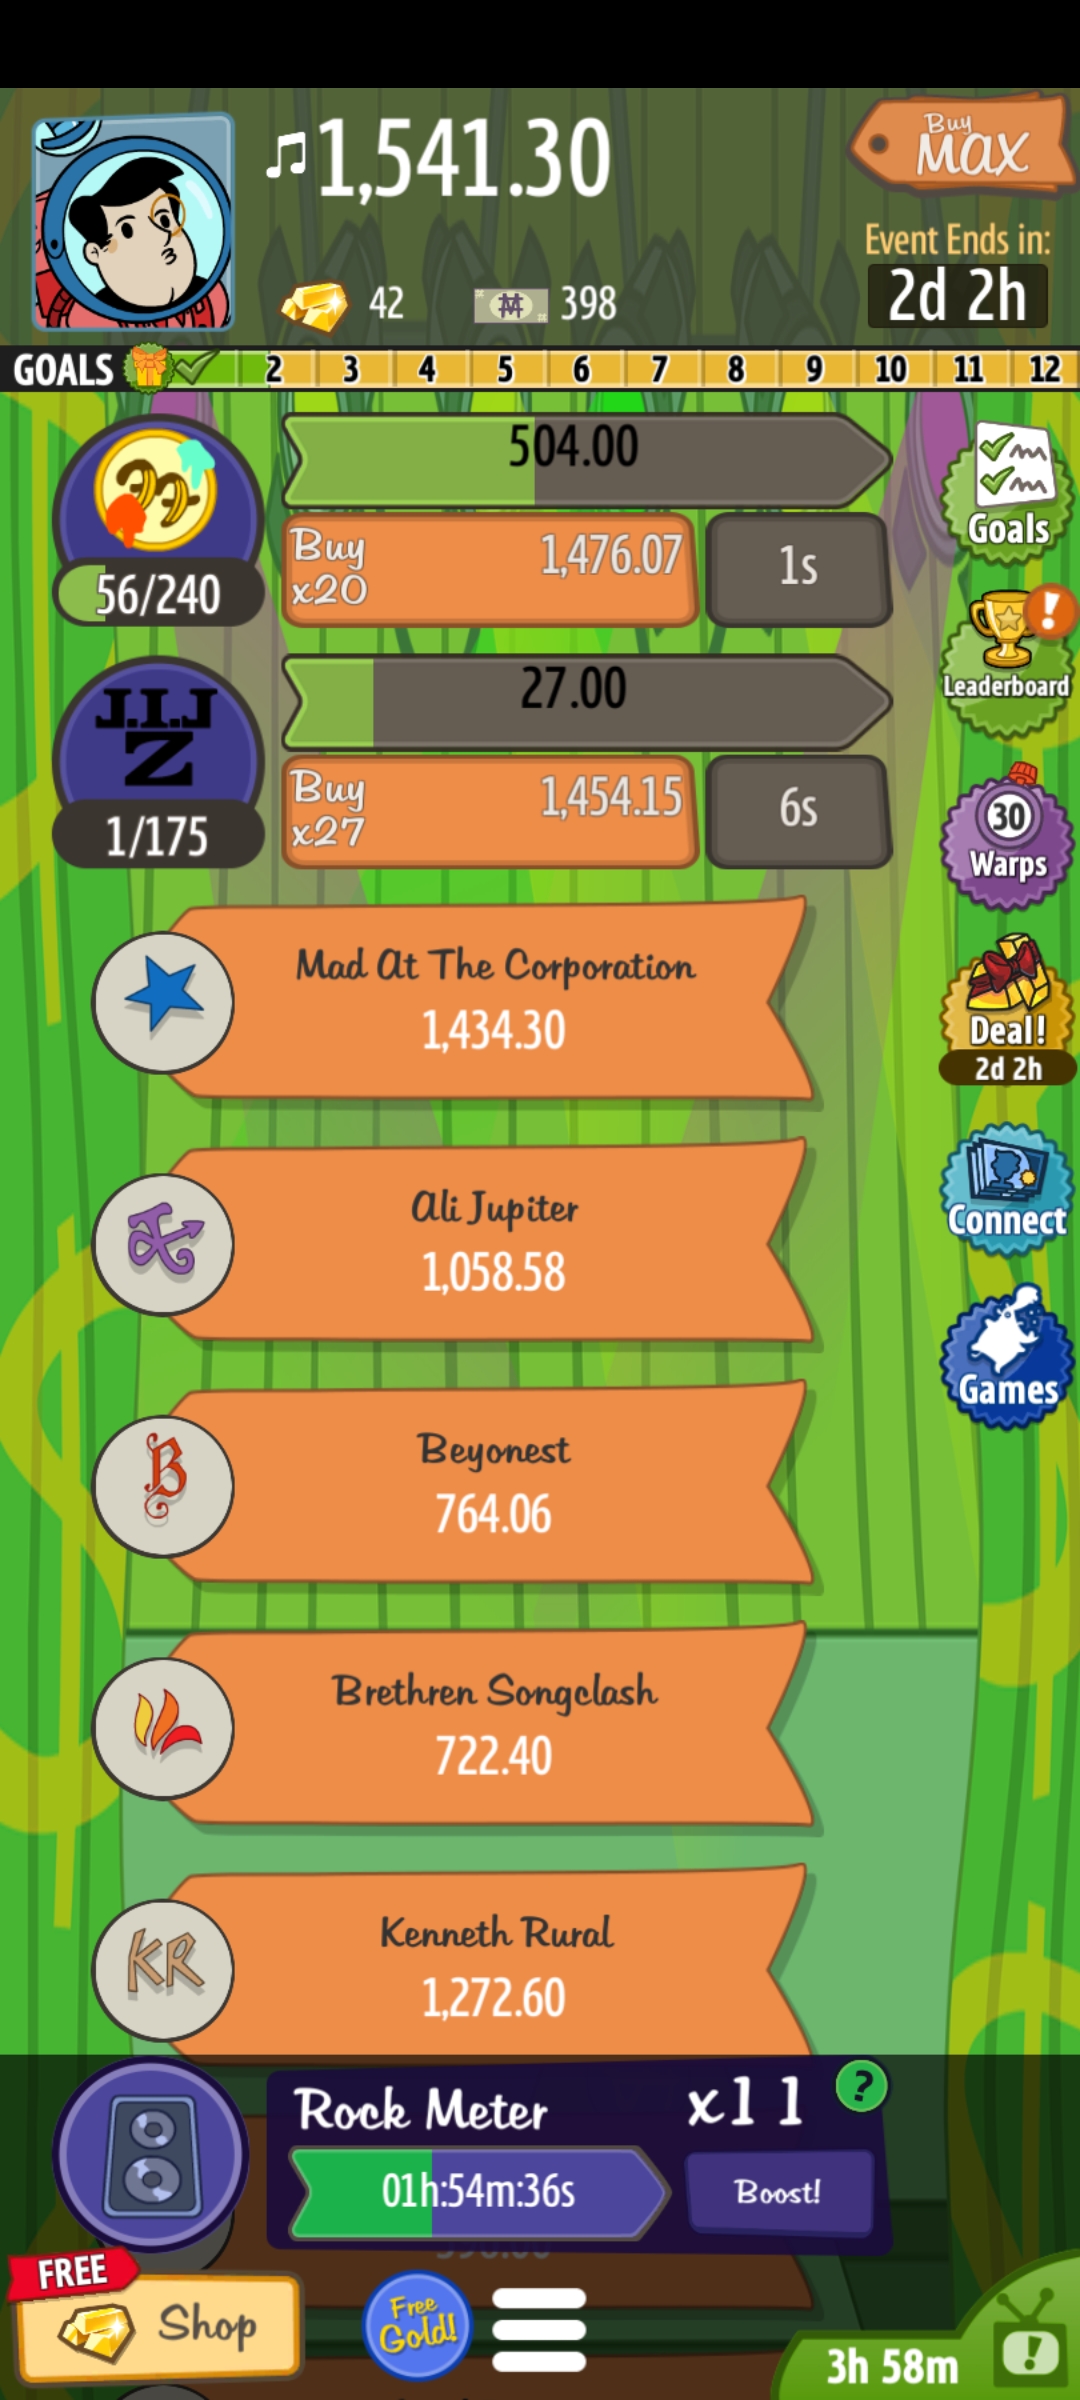 ♫1,541.30
Buy
MAX
Event Ends in:
2d 2h
42
398
GOALS 2 3 4 5 6 7 8 9 10 11 12
504.00
Buy
x20
1,476.07
1s
56/240
Goals
Leaderboard
J.I.J
Z
27.00
Buy
x27
1,454.15
6s
1/175
30
Warps
Mad At The Corporation
1,434.30
Deal!
2d 2h
Ali Jupiter
1,058.58
Connect
Beyonest
764.06
B
Games
Brethren Songclash
722.40
Kenneth Rural
1,272.60
KR
Rock Meter
x11
?
01h:54m:36s
Boost!
FREE
Shop
Free
Gold!
3h 58m
!